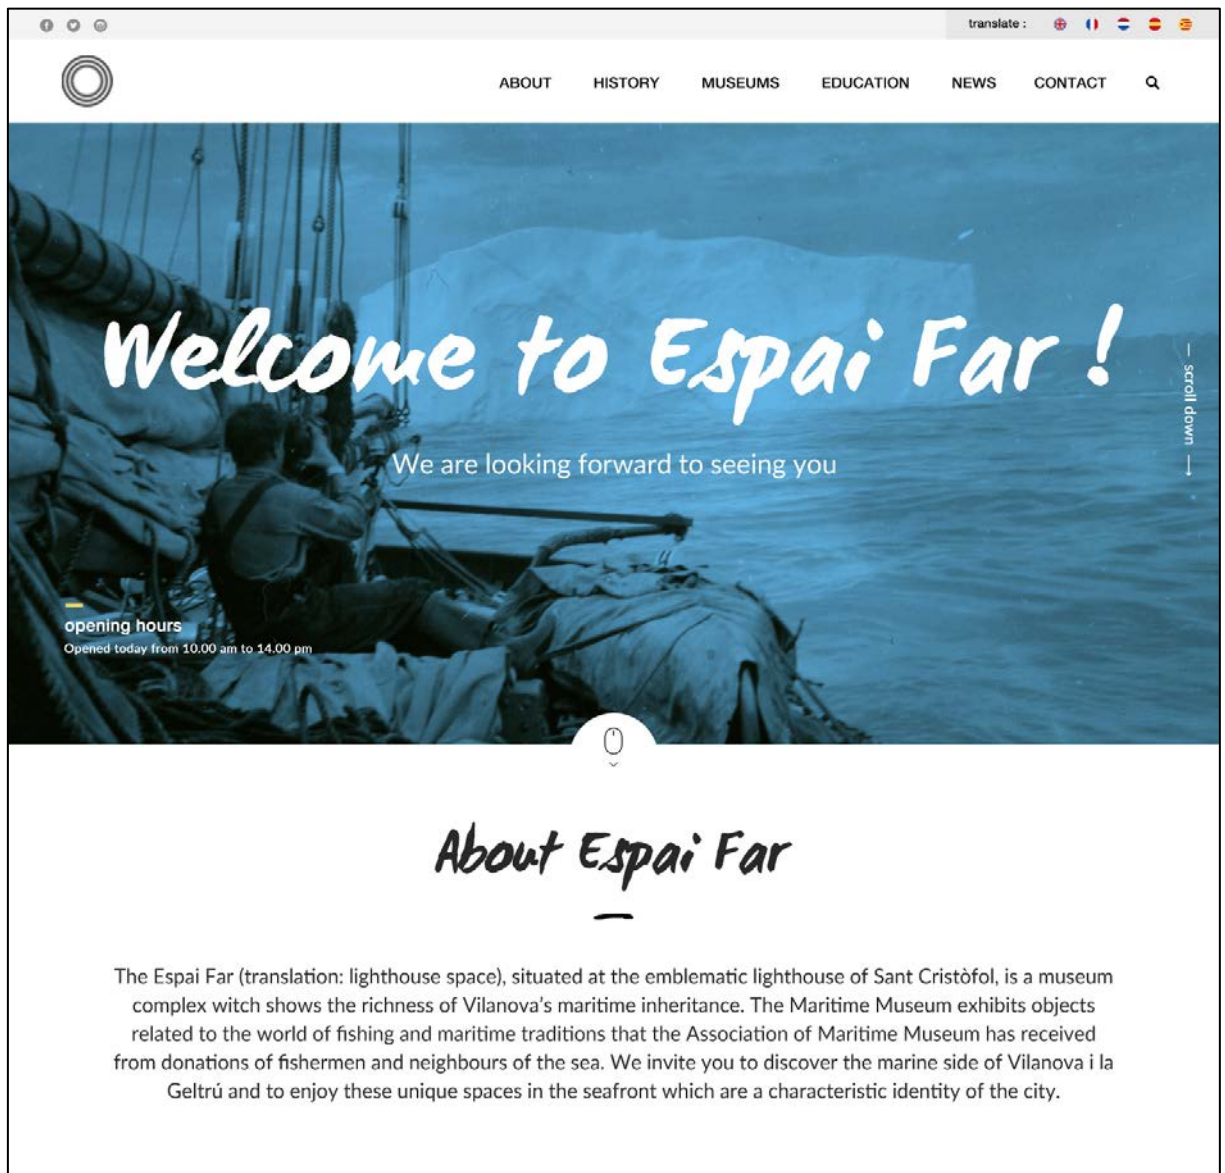 translate :
ABOUT HISTORY MUSEUMS EDUCATION NEWS CONTACT
Welcome to Espai Far !
scroll down
We are looking forward to seeing you
opening hours
Opened today from 10.00 am to 14.00 pm
About Espai Far
The Espai Far (translation: lighthouse space), situated at the emblematic lighthouse of Sant Cristòfol, is a museum
complex witch shows the richness of Vilanova’s maritime inheritance. The Maritime Museum exhibits objects
related to the world of fishing and maritime traditions that the Association of Maritime Museum has received
from donations of fishermen and neighbours of the sea. We invite you to discover the marine side of Vilanova i la
Geltrú and to enjoy these unique spaces in the seafront which are a characteristic identity of the city.